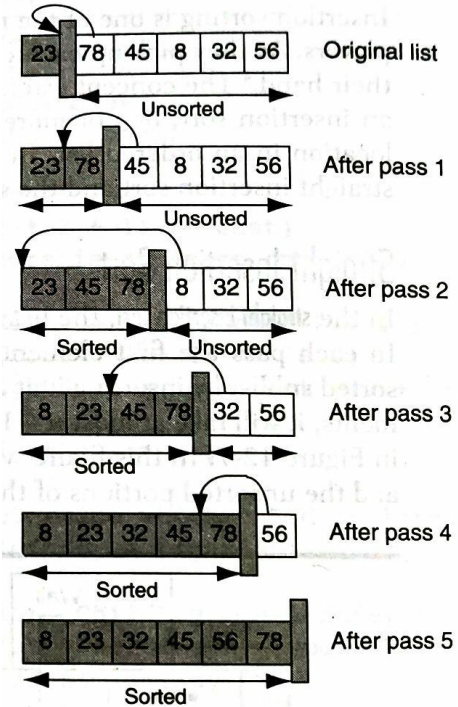 23 78 45 8 32 56 Original list
Unsorted
23 78 45 8 32 56 After pass 1
Unsorted
23 45 78 8 32 56 After pass 2
Sorted Unsorted
8 23 45 78 32 56 After pass 3
Sorted
8 23 32 45 78 56 After pass 4
Sorted
8 23 32 45 56 78 After pass 5
Sorted